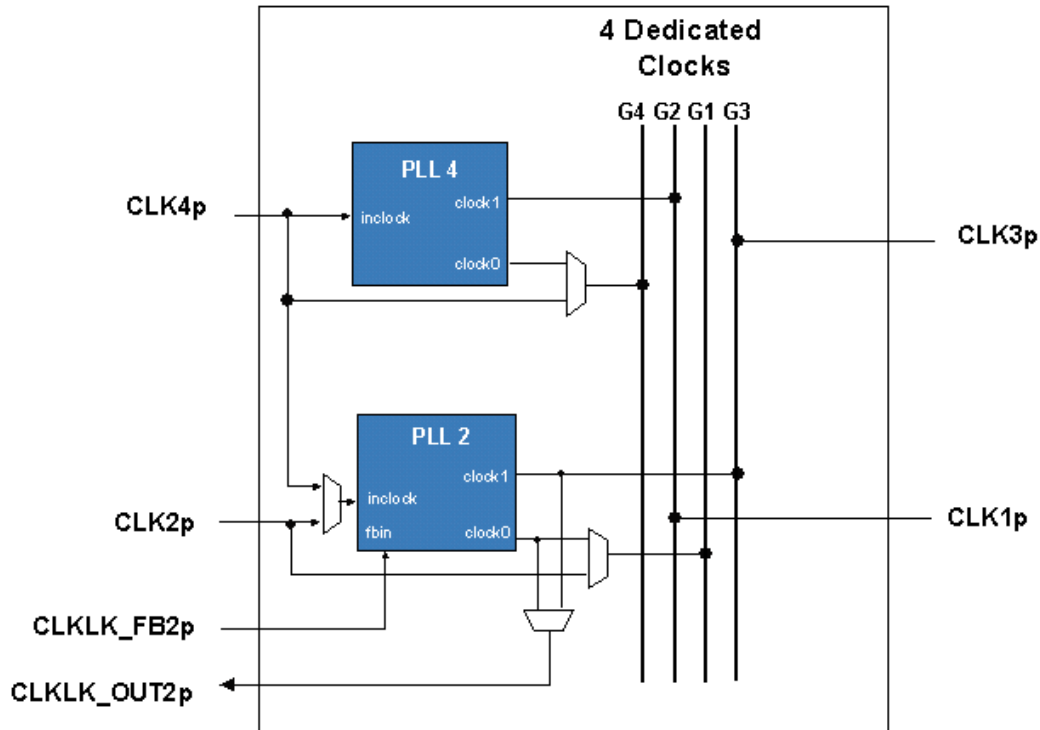 4 Dedicated
Clocks
G4 G2 G1 G3
PLL 4
clock1
CLK4p
inclock
CLK3p
clock0
PLL 2
clock1
inclock
CLK2p
CLK1p
fbin
clock0
CLKLK_FB2p
CLKLK_OUT2p